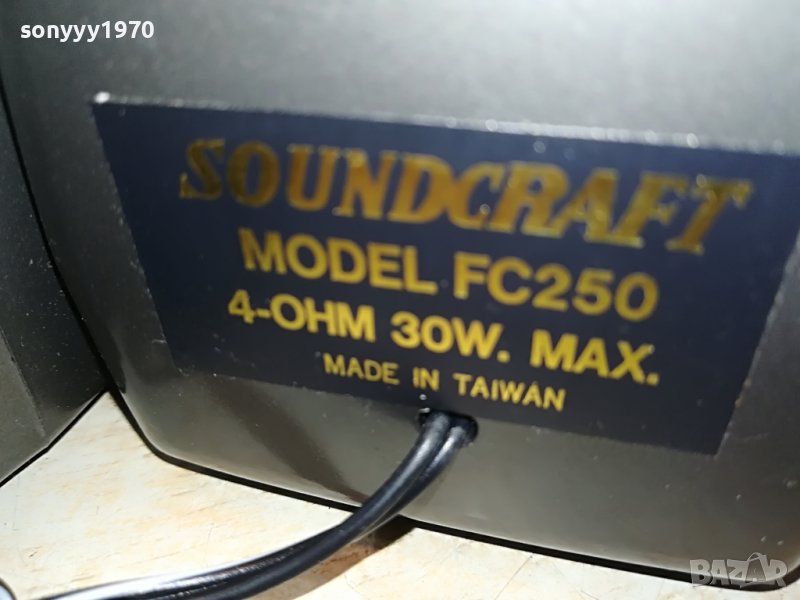 sonyyy1970
SOUNDCRAFT
MODEL FC250
4-OHM 30W. MAX.
MADE IN TAIWAN
BAZAR